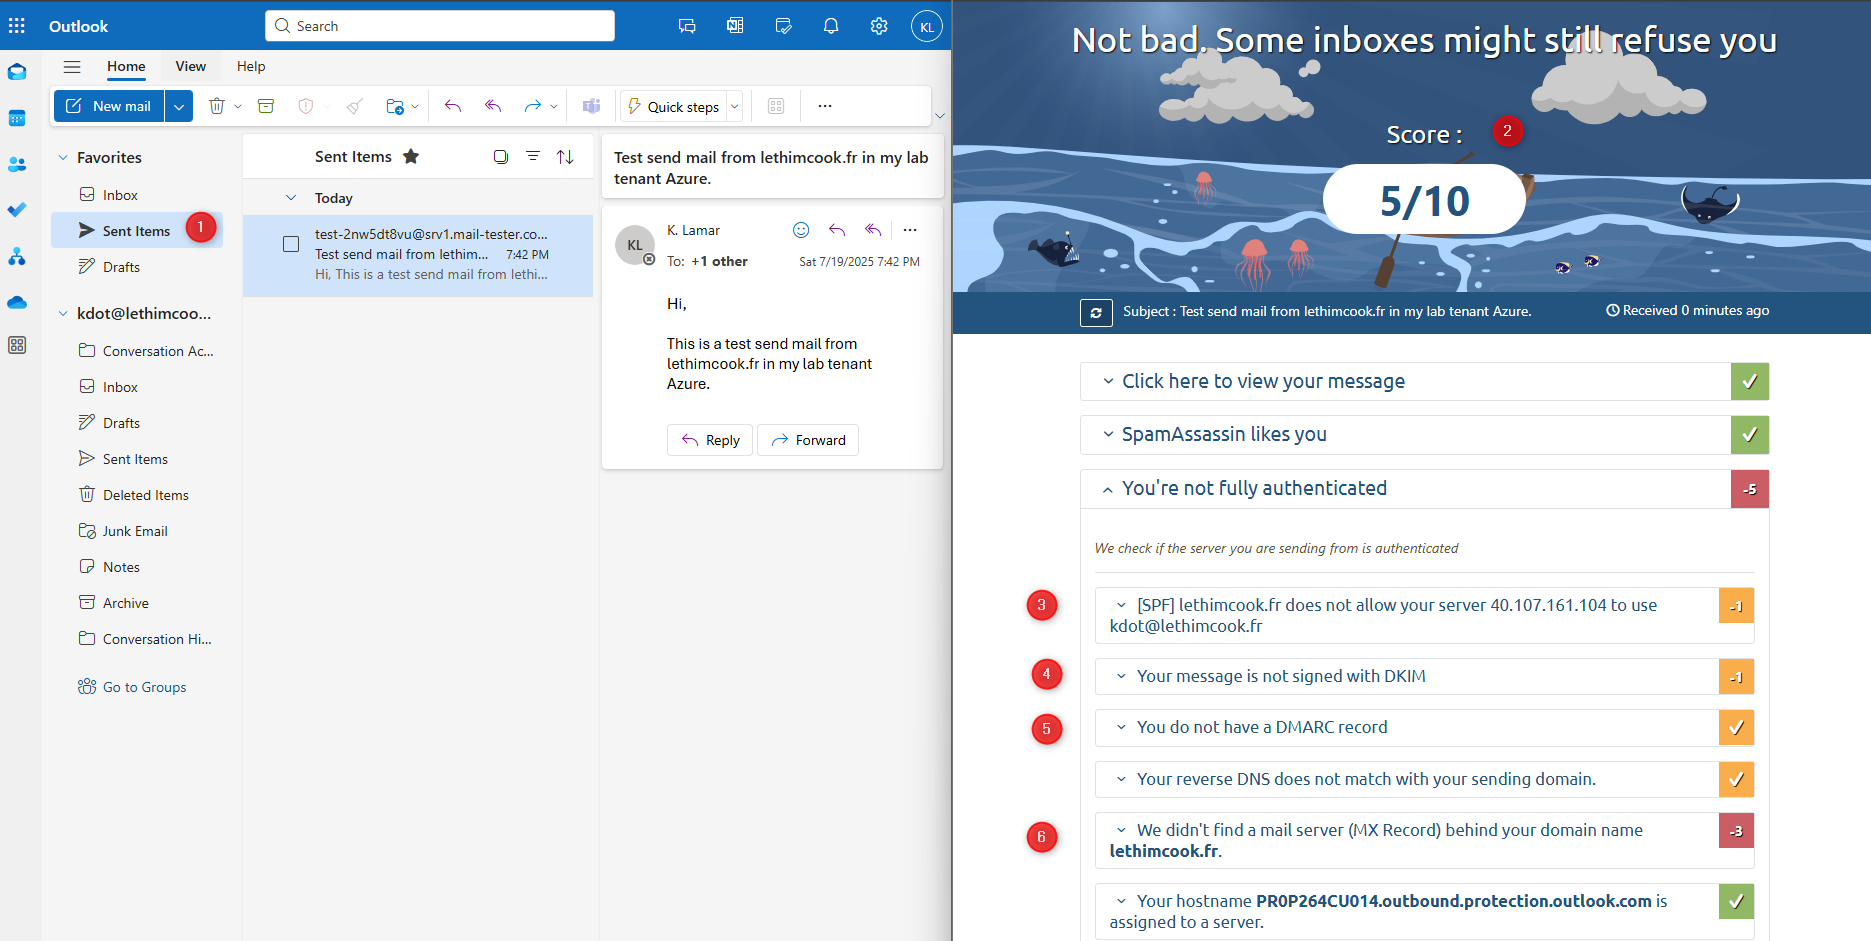 Outlook
Search
KL
Home
View
Help
New mail
Quick steps
Favorites
Inbox
Sent Items
1
Drafts
kdot@lethimcoo...
Conversation Ac...
Inbox
Drafts
Sent Items
Deleted Items
Junk Email
Notes
Archive
Conversation Hi...
Go to Groups
Sent Items
Today
test-2nw5dt8vu@srv1.mail-tester.co...
Test send mail from lethim... 7:42 PM
Hi, This is a test send mail from lethi...
Test send mail from lethimcook.fr in my lab
tenant Azure.
KL
K. Lamar
To: +1 other
Sat 7/19/2025 7:42 PM
Hi,
This is a test send mail from
lethimcook.fr in my lab tenant
Azure.
Reply
Forward
Not bad. Some inboxes might still refuse you
Score :
2
5/10
Subject : Test send mail from lethimcook.fr in my lab tenant Azure.
Received 0 minutes ago
Click here to view your message
SpamAssassin likes you
You're not fully authenticated
-5
We check if the server you are sending from is authenticated
3
[SPF] lethimcook.fr does not allow your server 40.107.161.104 to use
kdot@lethimcook.fr
-1
4
Your message is not signed with DKIM
-1
5
You do not have a DMARC record
Your reverse DNS does not match with your sending domain.
6
We didn't find a mail server (MX Record) behind your domain name
lethimcook.fr.
-3
Your hostname PR0P264CU014.outbound.protection.outlook.com is
assigned to a server.